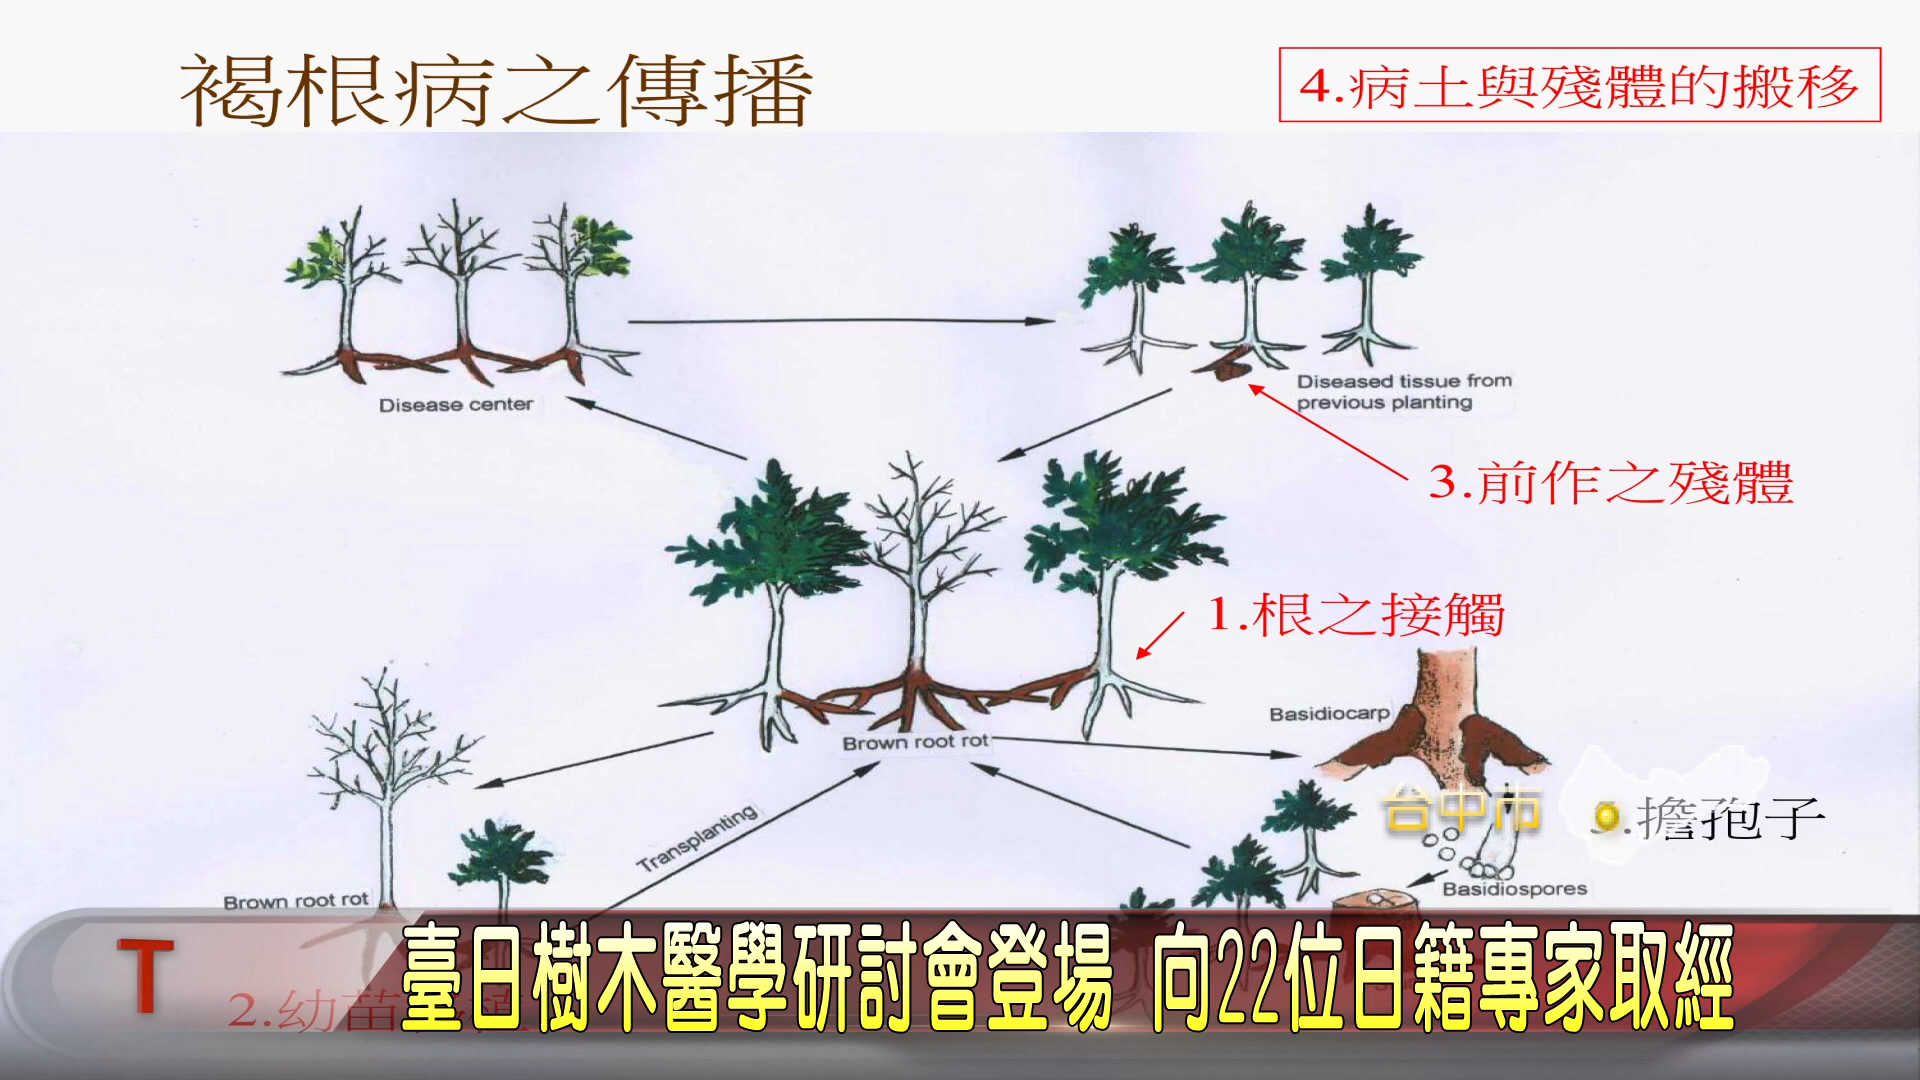 褐根病之傳播
4.病土與殘體的搬移
Disease center
Diseased tissue from
previous planting
3.前作之殘體
1.根之接觸
Basidiocarp
Brown root rot
台中市
擔孢子
Transplanting
Basidiospores
Brown root rot
T
臺日樹木醫學研討會登場 向22位日籍專家取經
2.幼苗